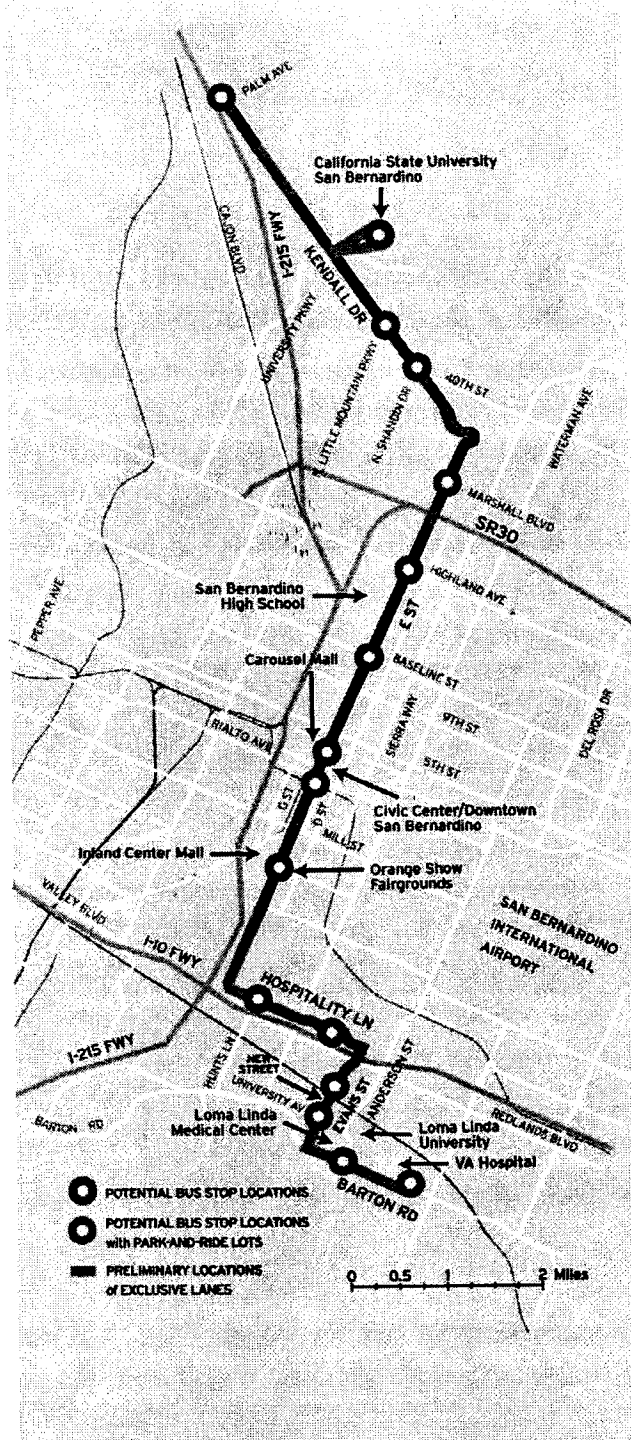 PALM AVE
California State University
San Bernardino
CAJON BLVD
I-215 FWY
KENDALL DR
UNIVERSITY PKWY
LITTLE MOUNTAIN PKWY
N. SHANDIN DR
40TH ST
WATERMAN AVE
MARSHALL BLVD
SR30
San Bernardino
High School
HIGHLAND AVE
E ST
PEPPER AVE
Carousel Mall
BASELINE ST
RIALTO AVE
SIERRA WAY
9TH ST
5TH ST
DEL ROSA DR
G ST
D ST
Civic Center/Downtown
San Bernardino
MILL ST
Inland Center Mall
Orange Show
Fairgrounds
VALLEY BLVD
I-10 FWY
SAN BERNARDINO
INTERNATIONAL
AIRPORT
HOSPITALITY LN
I-215 FWY
HUNTS LN
NEW
STREET
UNIVERSITY AV
EVANS ST
ANDERSON ST
REDLANDS BLVD
BARTON RD
Loma Linda
Medical Center
Loma Linda
University
VA Hospital
BARTON RD
POTENTIAL BUS STOP LOCATIONS
POTENTIAL BUS STOP LOCATIONS
with PARK-AND-RIDE LOTS
PRELIMINARY LOCATIONS
of EXCLUSIVE LANES
0 0.5 2 Miles